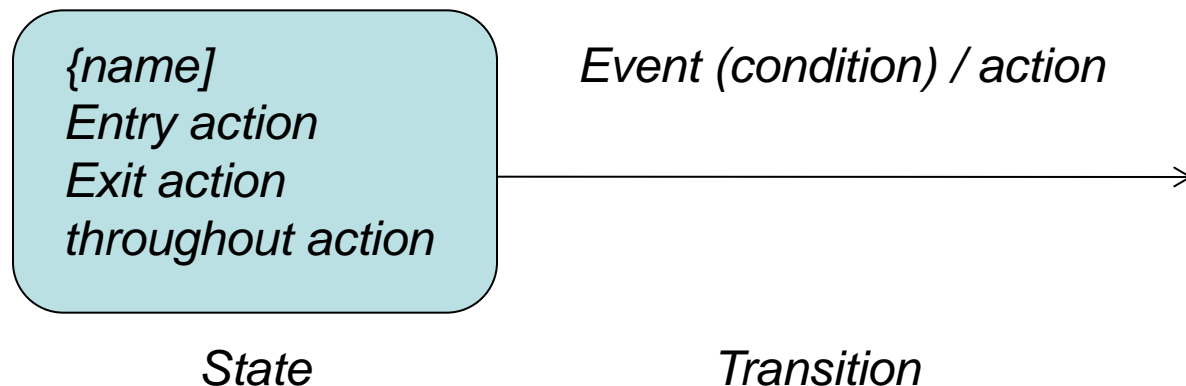 {name]
Entry action
Exit action
throughout action
Event (condition) / action
State
Transition